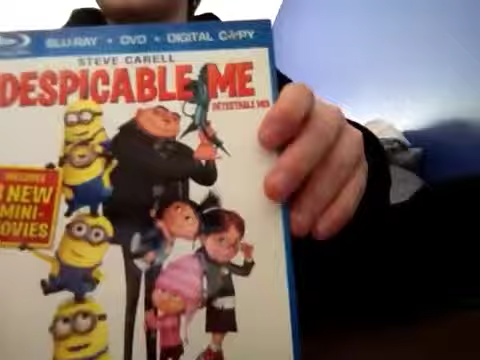 BLU-RAY • DVD • DIGITAL COPY
STEVE CARELL
DESPICABLE ME
DÉTESTABLE MOI
INCLUDES
3 NEW
MINI-
MOVIES